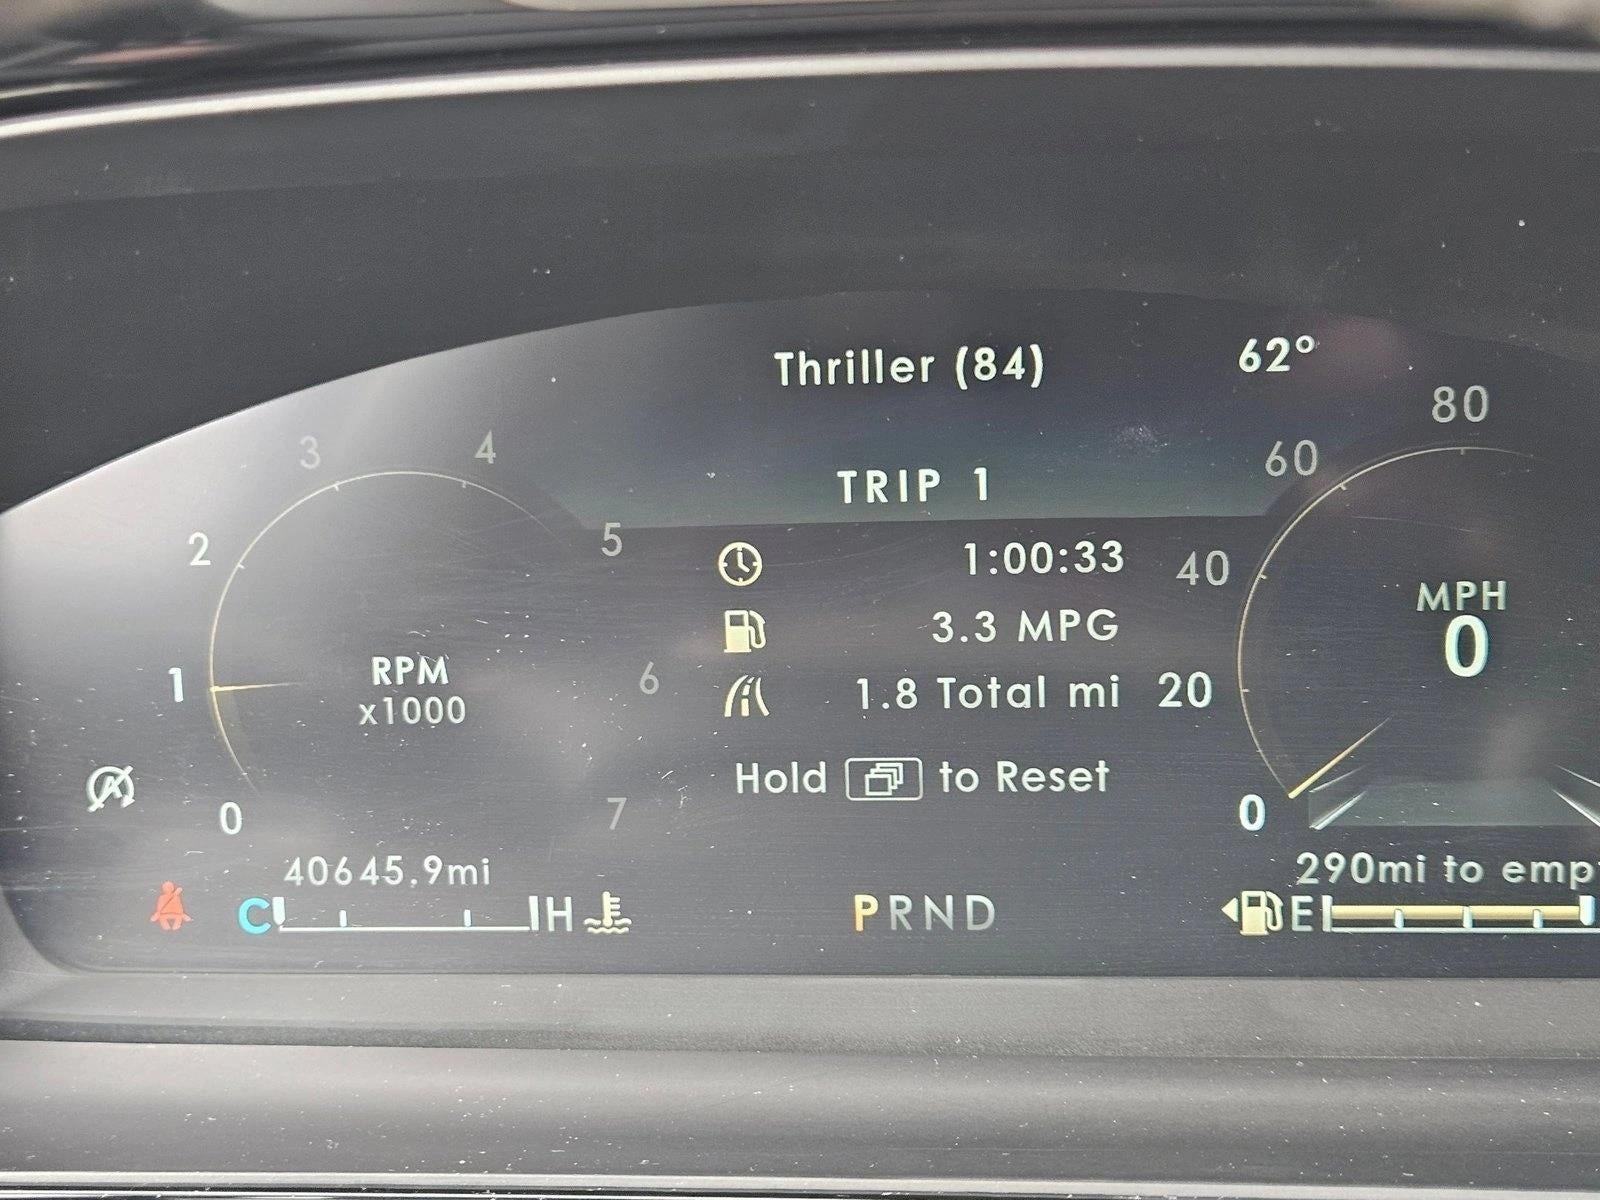 Thriller (84) 62°
TRIP 1
1:00:33
3.3 MPG
1.8 Total mi
Hold to Reset
0
1
2
3
4
5
6
7
RPM
x1000
0
20
40
60
80
MPH
0
40645.9mi
C H
PRND
290mi to emp
E